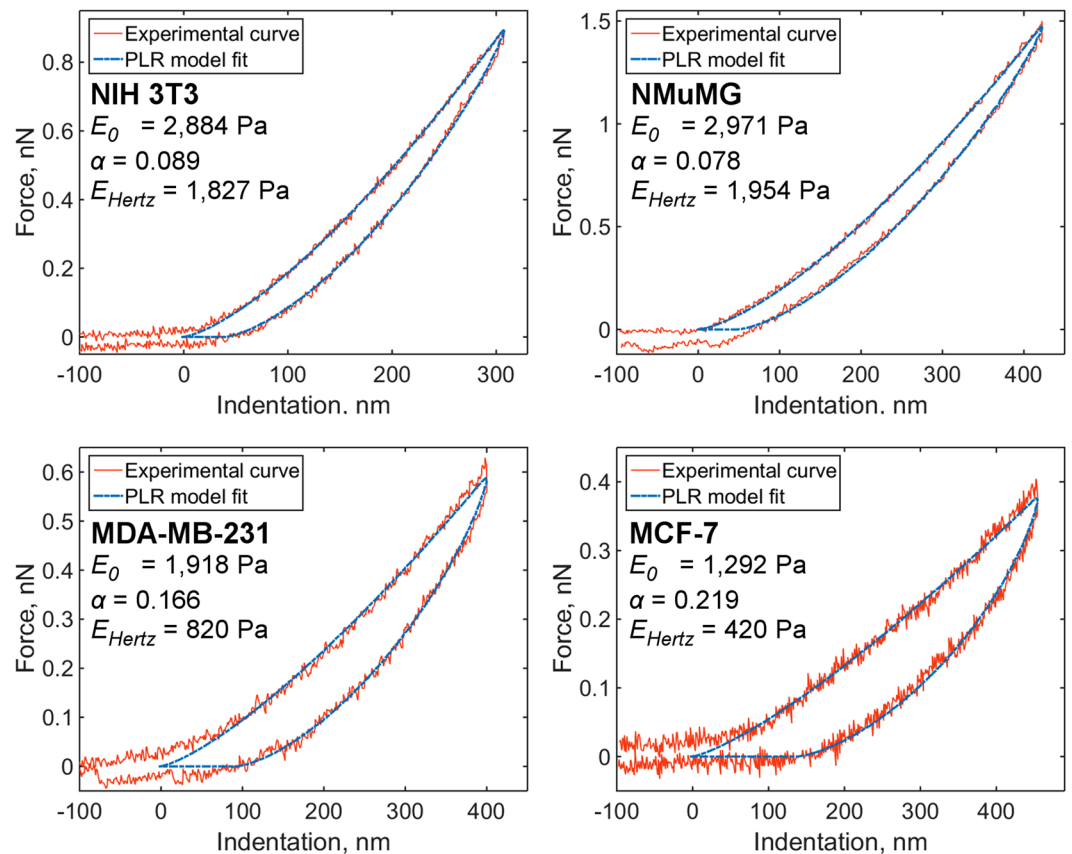 Experimental curve
PLR model fit
NIH 3T3
E0 = 2,884 Pa
α = 0.089
EHertz = 1,827 Pa
0.8
0.6
0.4
0.2
0
Force, nN
-100 0 100 200 300
Indentation. nm
Experimental curve
PLR model fit
NMuMG
E0 = 2,971 Pa
α = 0.078
EHertz = 1,954 Pa
1.5
1
0.5
0
Force, nN
-100 0 100 200 300 400
Indentation. nm
Experimental curve
PLR model fit
MDA-MB-231
E0 = 1,918 Pa
α = 0.166
EHertz = 820 Pa
0.6
0.5
0.4
0.3
0.2
0.1
0
Force, nN
-100 0 100 200 300 400
Indentation, nm
Experimental curve
PLR model fit
MCF-7
E0 = 1,292 Pa
α = 0.219
EHertz = 420 Pa
0.4
0.3
0.2
0.1
0
Force, nN
-100 0 100 200 300 400
Indentation, nm